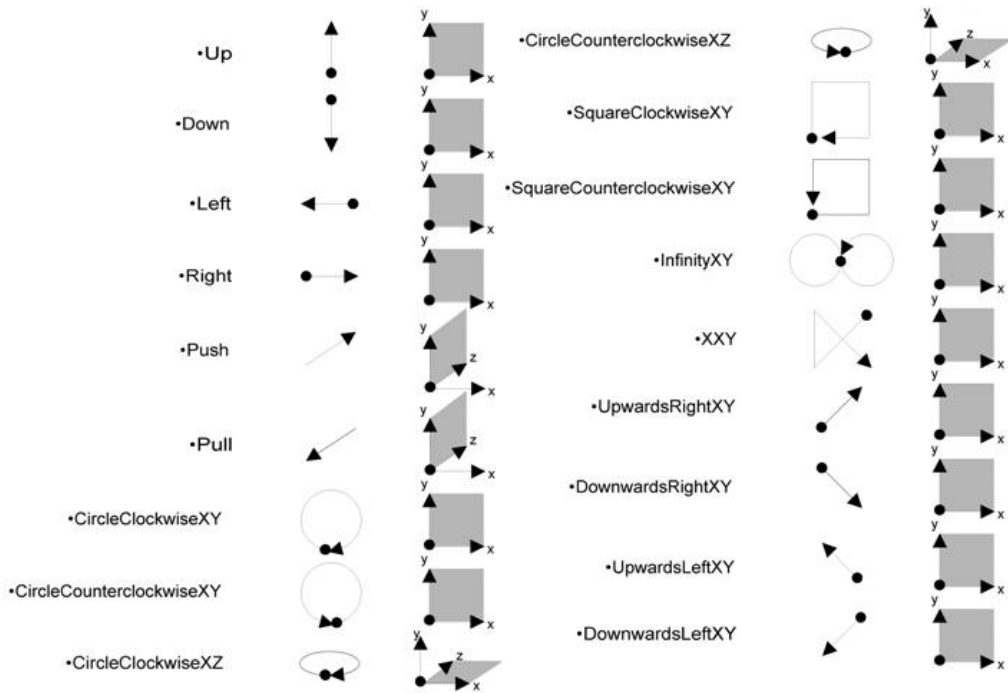 •Up
y
x
•Down
y
x
•Left
y
x
•Right
y
x
•Push
y
z
x
•Pull
y
z
x
•CircleClockwiseXY
y
x
•CircleCounterclockwiseXY
y
x
•CircleClockwiseXZ
y
z
x
•CircleCounterclockwiseXZ
y
z
x
•SquareClockwiseXY
y
x
•SquareCounterclockwiseXY
y
x
•InfinityXY
y
x
•XXY
y
x
•UpwardsRightXY
y
x
•DownwardsRightXY
y
x
•UpwardsLeftXY
y
x
•DownwardsLeftXY
y
x